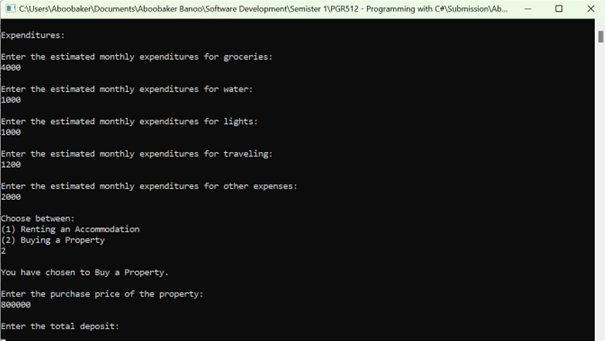 C:\Users\Aboobaker\Documents\Aboobaker Banoo\Software Development\Semister 1\PGR512 - Programming with C#\Submission\Ab...
Expenditures:
Enter the estimated monthly expenditures for groceries:
4000
Enter the estimated monthly expenditures for water:
1000
Enter the estimated monthly expenditures for lights:
1000
Enter the estimated monthly expenditures for traveling:
1200
Enter the estimated monthly expenditures for other expenses:
2000
Choose between:
(1) Renting an Accommodation
(2) Buying a Property
2
You have chosen to Buy a Property.
Enter the purchase price of the property:
800000
Enter the total deposit: